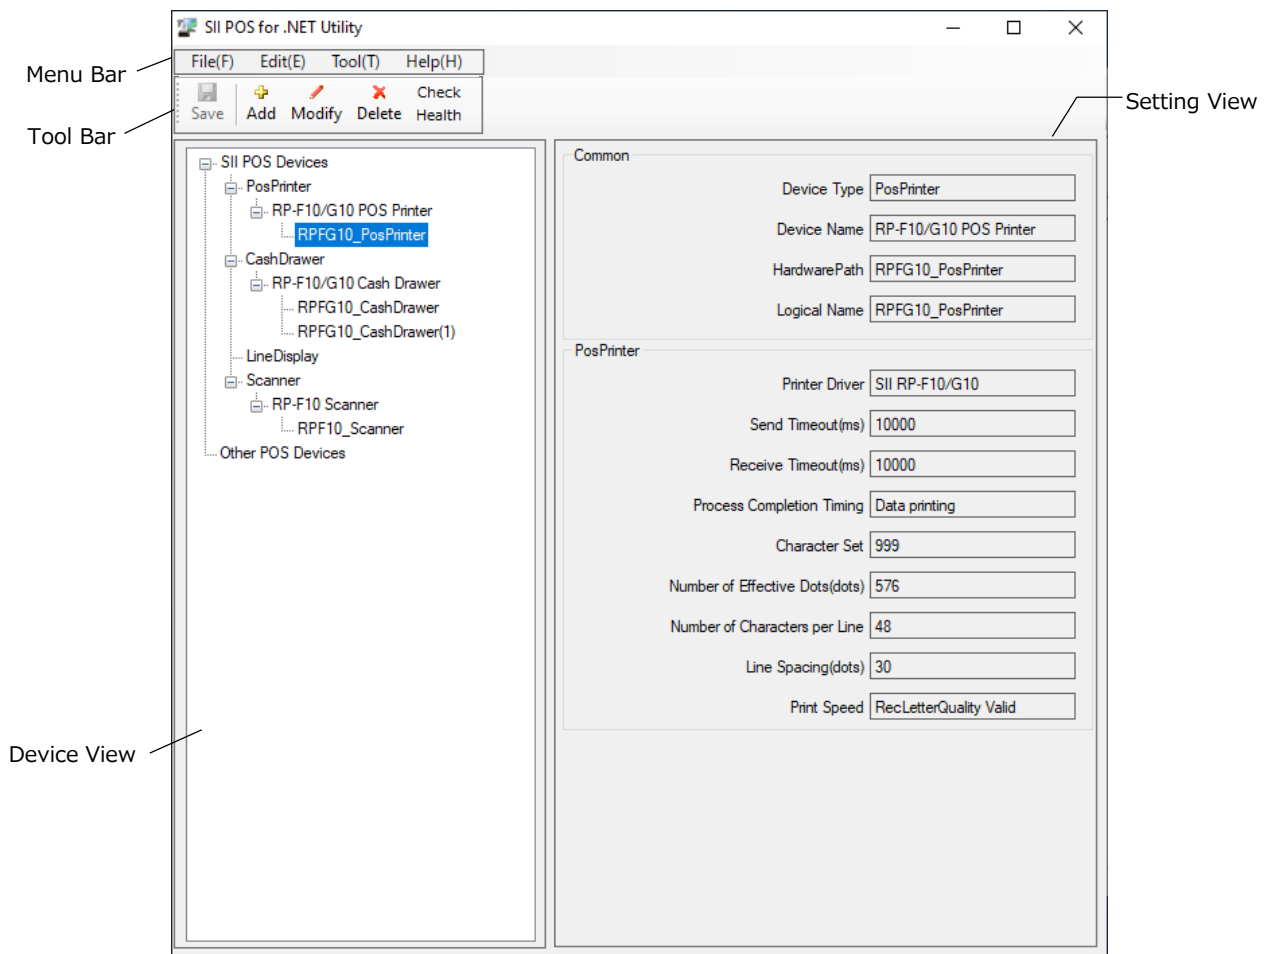 SII POS for .NET Utility
File(F) Edit(E) Tool(T) Help(H)
Menu Bar
Save Add Modify Delete Check Health
Tool Bar
Setting View
SII POS Devices
PosPrinter
RP-F10/G10 POS Printer
RPFG10_PosPrinter
CashDrawer
RP-F10/G10 Cash Drawer
RPFG10_CashDrawer
RPFG10_CashDrawer(1)
LineDisplay
Scanner
RP-F10 Scanner
RPF10_Scanner
Other POS Devices
Device View
Common
Device Type PosPrinter
Device Name RP-F10/G10 POS Printer
HardwarePath RPFG10_PosPrinter
Logical Name RPFG10_PosPrinter
PosPrinter
Printer Driver SII RP-F10/G10
Send Timeout(ms) 10000
Receive Timeout(ms) 10000
Process Completion Timing Data printing
Character Set 999
Number of Effective Dots(dots) 576
Number of Characters per Line 48
Line Spacing(dots) 30
Print Speed RecLetterQuality Valid